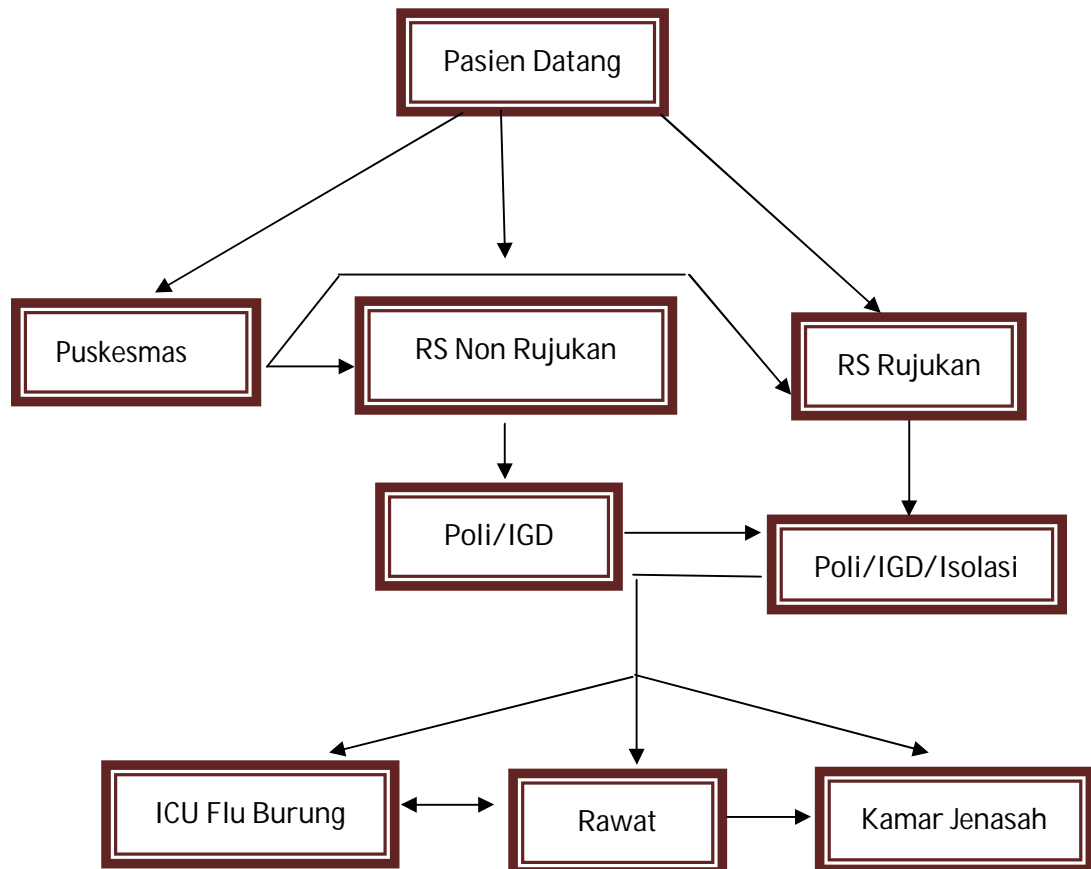 Pasien Datang
Puskesmas
RS Non Rujukan
RS Rujukan
Poli/IGD
Poli/IGD/Isolasi
ICU Flu Burung
Rawat
Kamar Jenasah